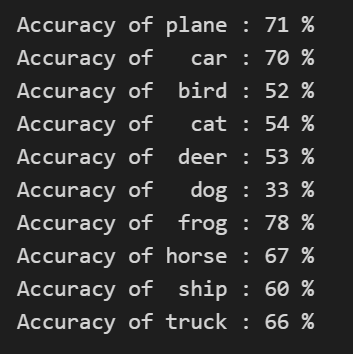 Accuracy of plane : 71 %
Accuracy of   car : 70 %
Accuracy of  bird : 52 %
Accuracy of   cat : 54 %
Accuracy of  deer : 53 %
Accuracy of   dog : 33 %
Accuracy of  frog : 78 %
Accuracy of horse : 67 %
Accuracy of  ship : 60 %
Accuracy of truck : 66 %